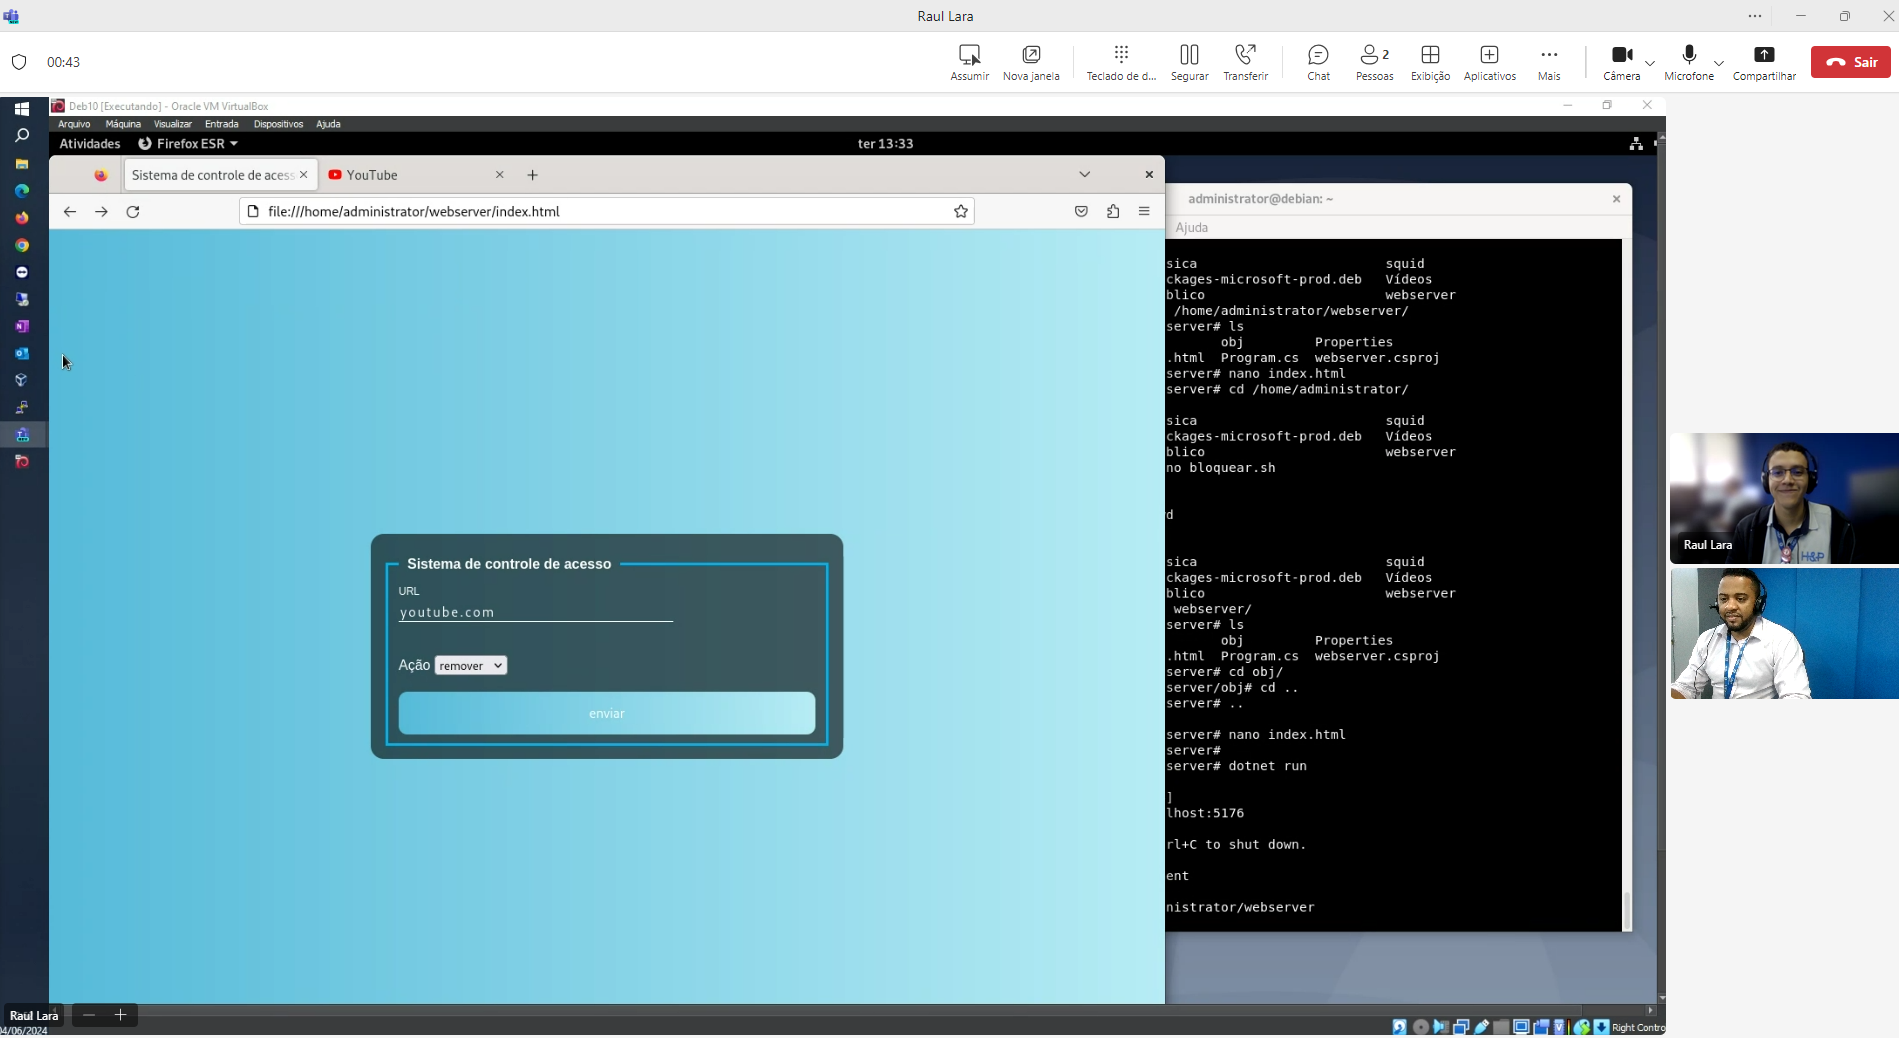 Raul Lara
00:43
Assumir
Nova janela
Teclado de d...
Segurar
Transferir
Chat
2
Pessoas
Exibição
Aplicativos
Mais
Câmera
Microfone
Compartilhar
Sair
Deb10 [Executando] - Oracle VM VirtualBox
Arquivo Máquina Visualizar Entrada Dispositivos Ajuda
Atividades Firefox ESR ter 13:33
Sistema de controle de acess YouTube
file:///home/administrator/webserver/index.html
Sistema de controle de acesso
URL
youtube.com
Ação remover
enviar
administrator@debian: ~
Ajuda
sica squid
ckages-microsoft-prod.deb Vídeos
blico webserver
/home/administrator/webserver/
server# ls
obj Properties
.html Program.cs webserver.csproj
server# nano index.html
server# cd /home/administrator/
sica squid
ckages-microsoft-prod.deb Vídeos
blico webserver
no bloquear.sh
d
sica squid
ckages-microsoft-prod.deb Vídeos
blico webserver
webserver/
server# ls
obj Properties
.html Program.cs webserver.csproj
server# cd obj/
server/obj# cd ..
server# ..
server# nano index.html
server#
server# dotnet run
]
lhost:5176
rl+C to shut down.
ent
nistrator/webserver
Raul Lara
H&P
Raul Lara
04/06/2024
Right Contro